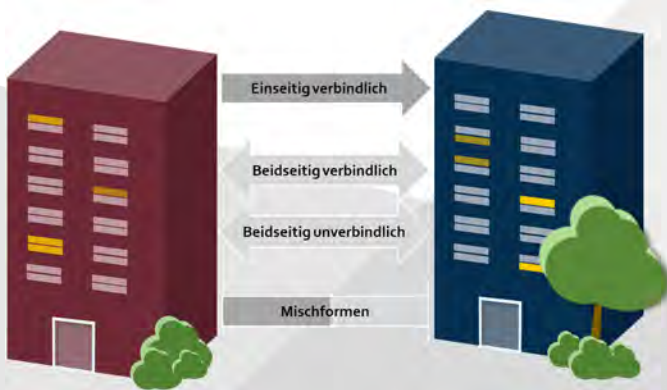 Einseitig verbindlich
Beidseitig verbindlich
Beidseitig unverbindlich
Mischformen